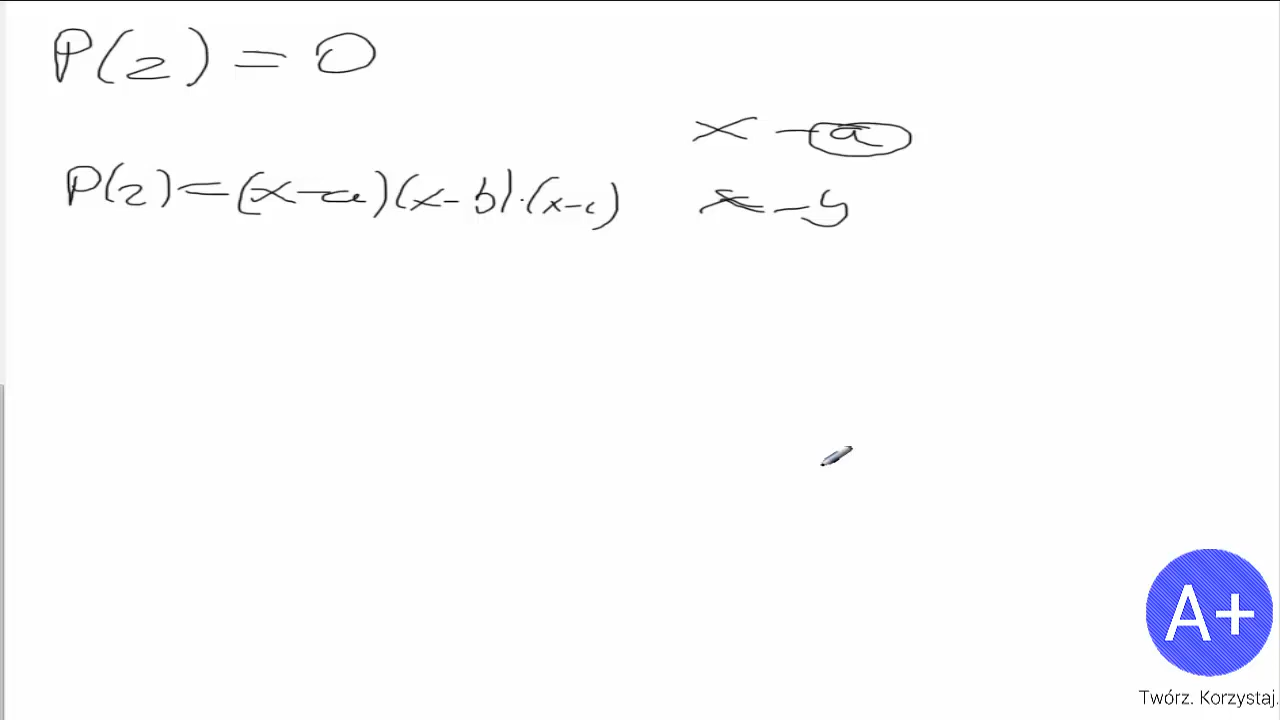 P(z) = 0
x - a
P(z) = (x-a)(x-b)·(x-c)
x - y
A+
Twórz. Korzystaj.